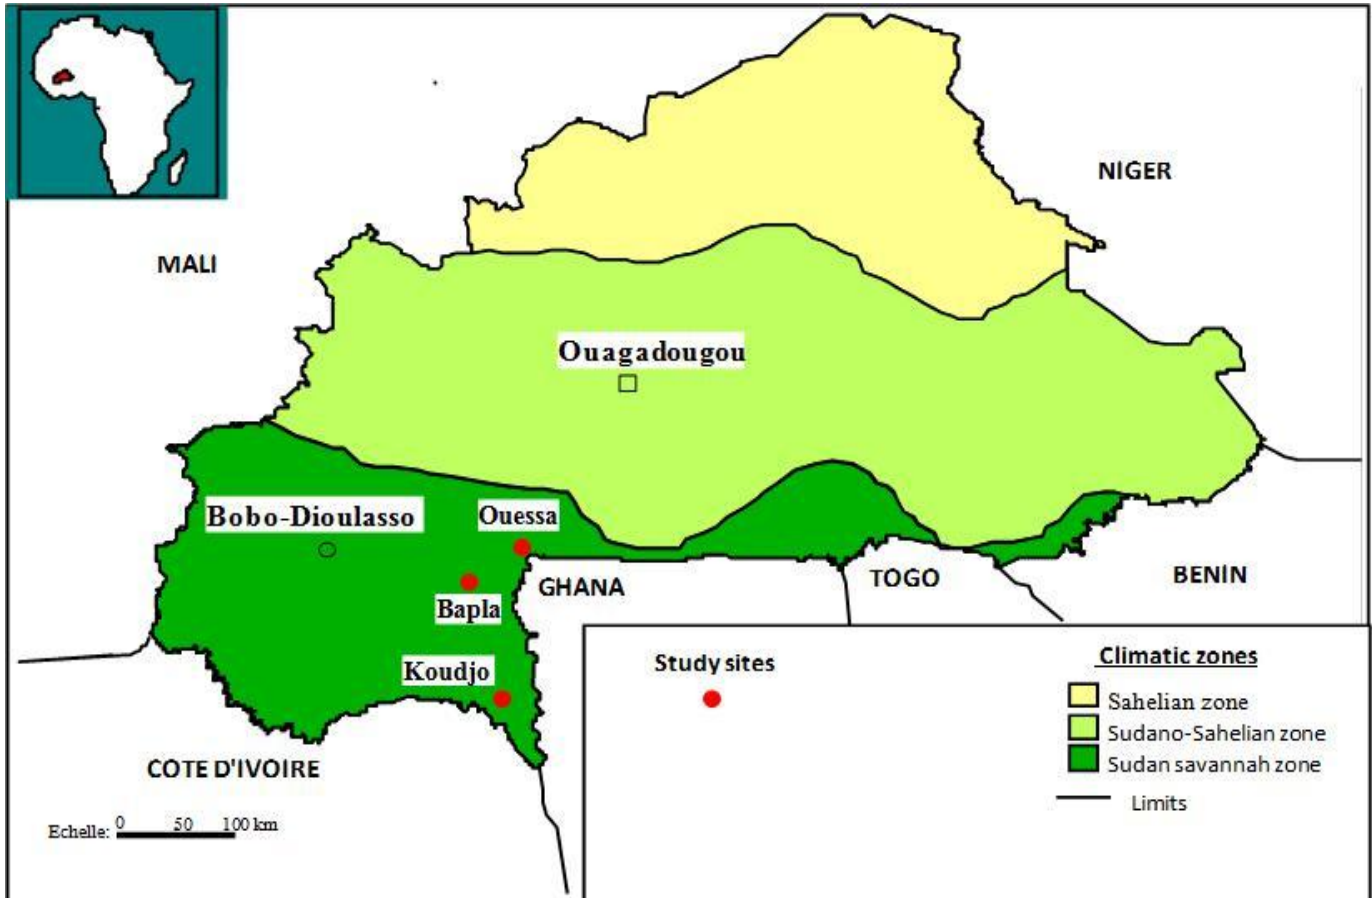 NIGER
MALI
Ouagadougou
Bobo-Dioulasso
Ouessa
Bapla
GHANA
TOGO
BENIN
Koudjo
COTE D'IVOIRE
Echelle: 0 50 100 km
Study sites
Climatic zones
Sahelian zone
Sudano-Sahelian zone
Sudan savannah zone
Limits